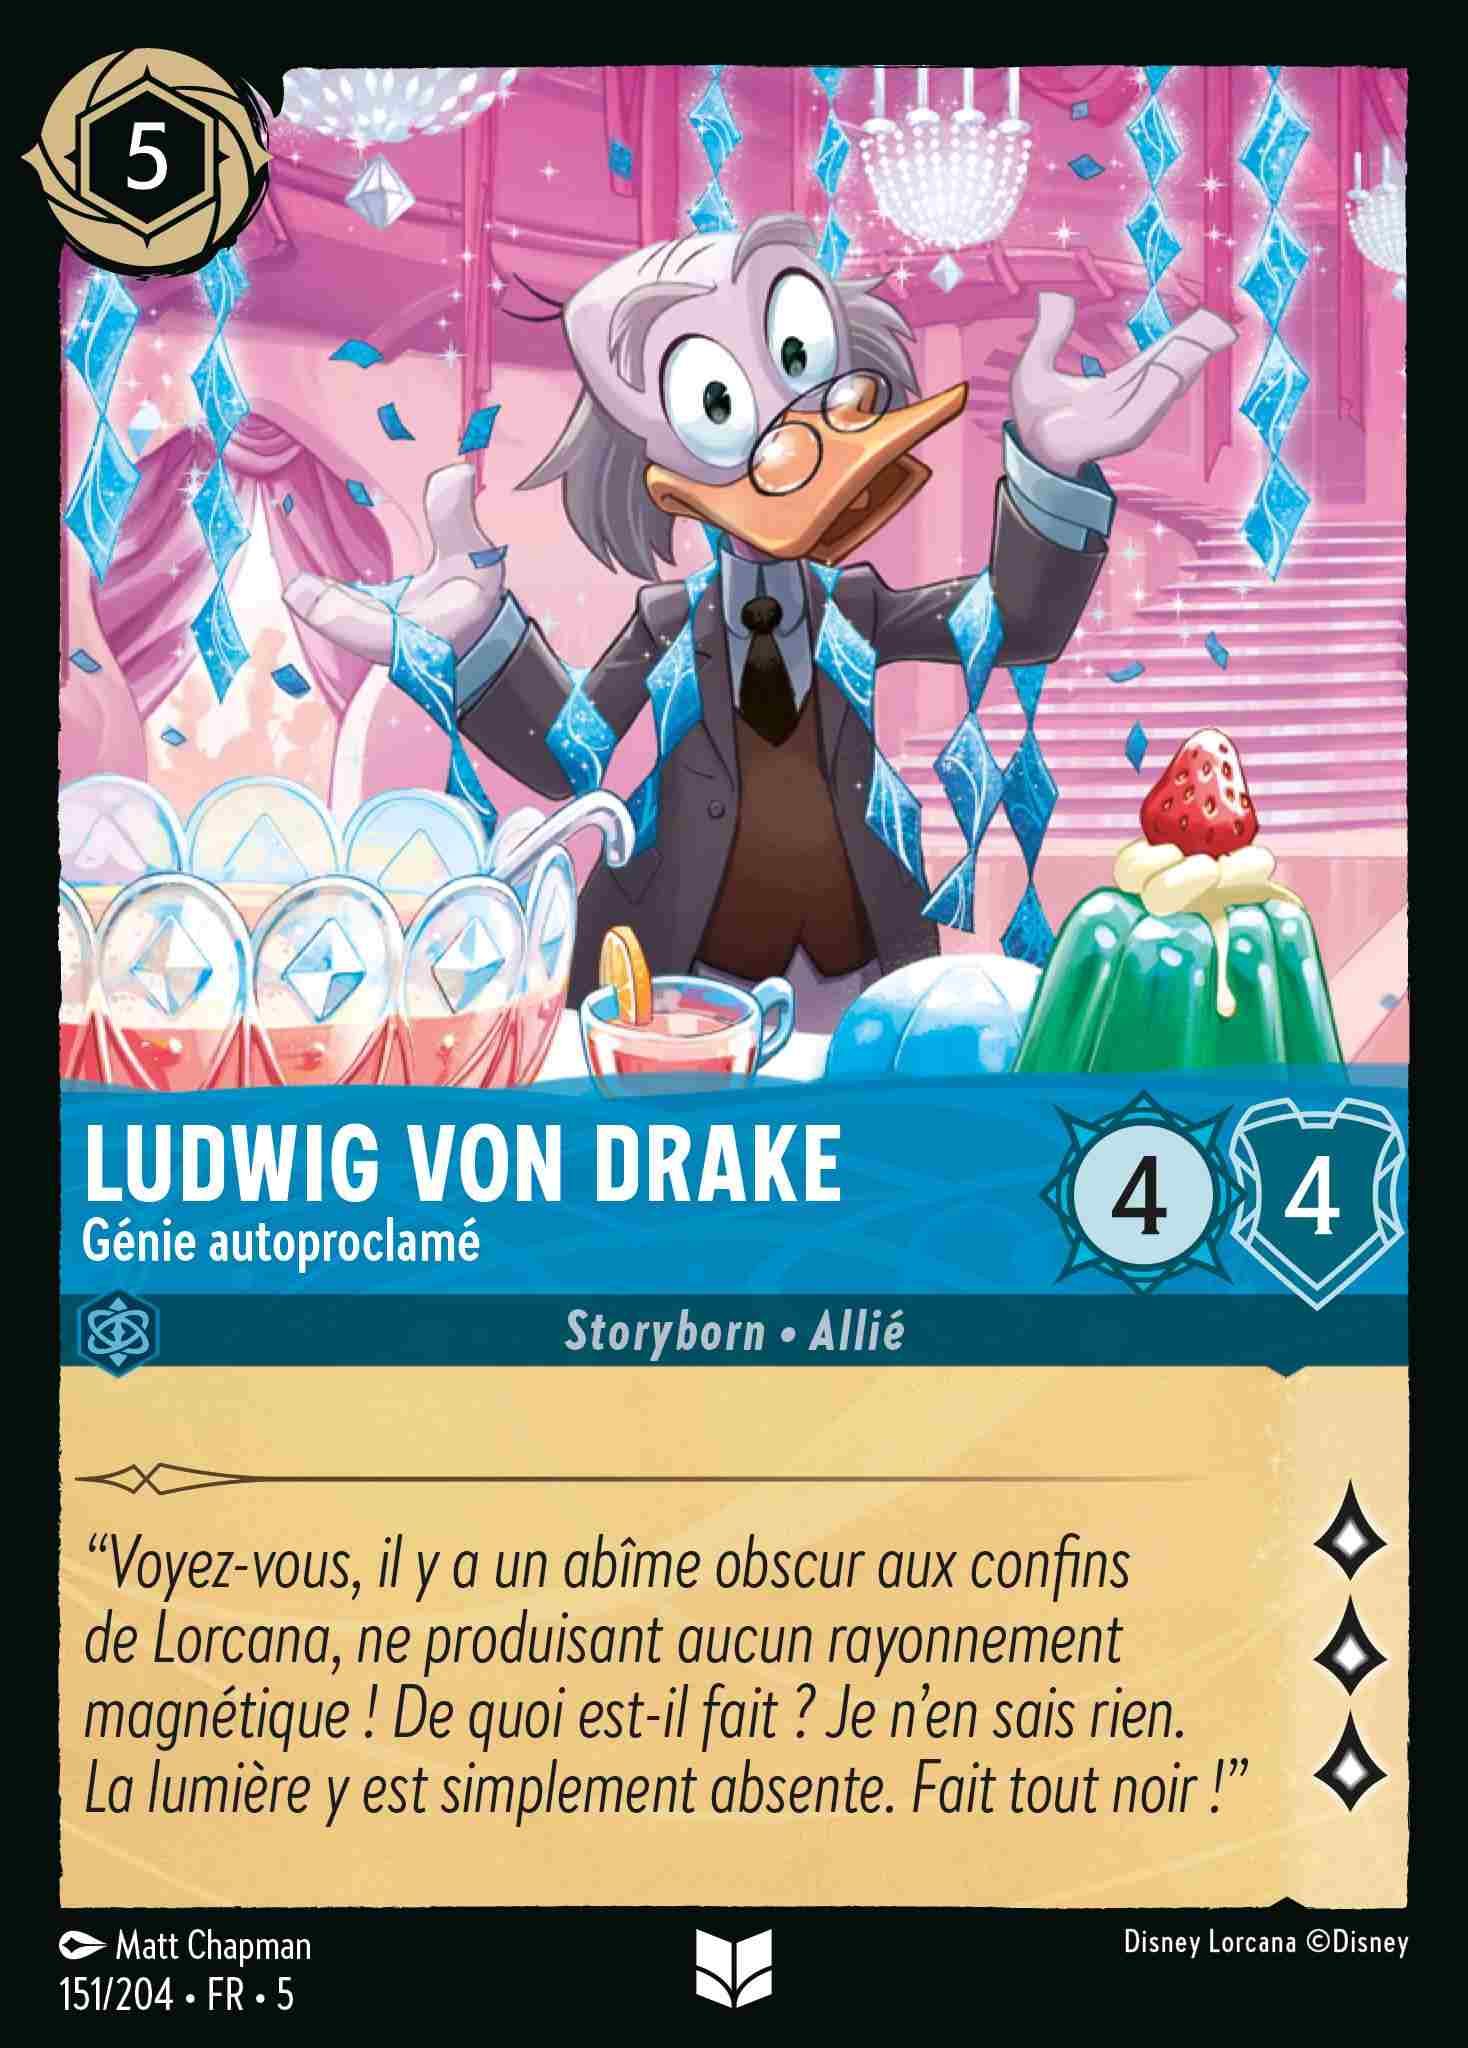 5
LUDWIG VON DRAKE
Génie autoproclamé
4
4
Storyborn • Allié
“Voyez-vous, il y a un abîme obscur aux confins
de Lorcana, ne produisant aucun rayonnement
magnétique ! De quoi est-il fait ? Je n’en sais rien.
La lumière y est simplement absente. Fait tout noir !”
Matt Chapman
Disney Lorcana ©Disney
151/204 • FR • 5